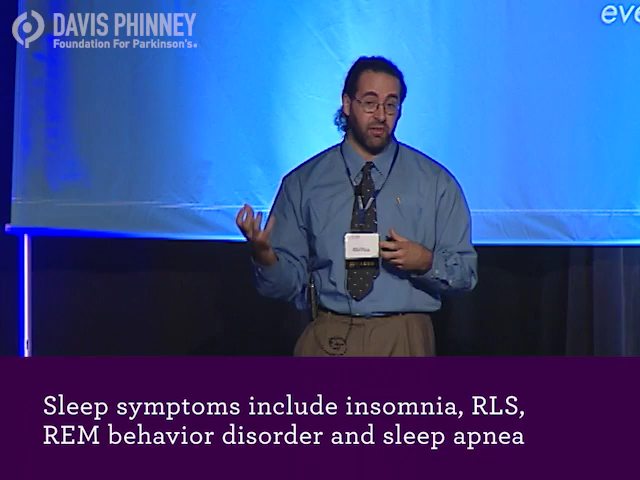 DAVIS PHINNEY
Foundation For Parkinson's
eve
Sleep symptoms include insomnia, RLS,
REM behavior disorder and sleep apnea